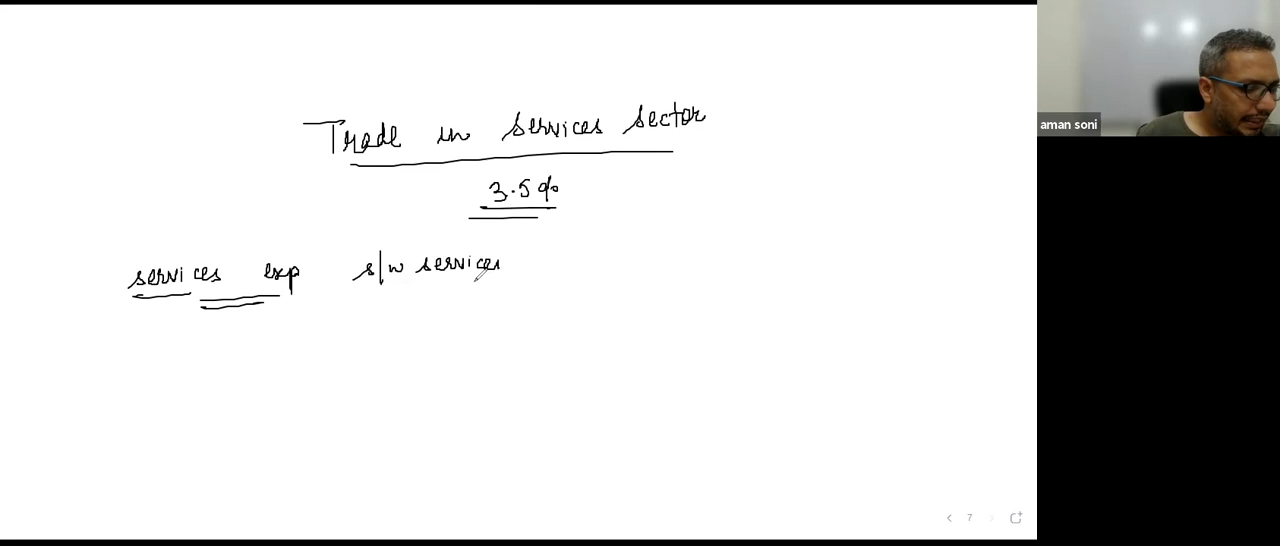 Trade in Services Sector
3.5%
services exp s/w services
aman soni
7